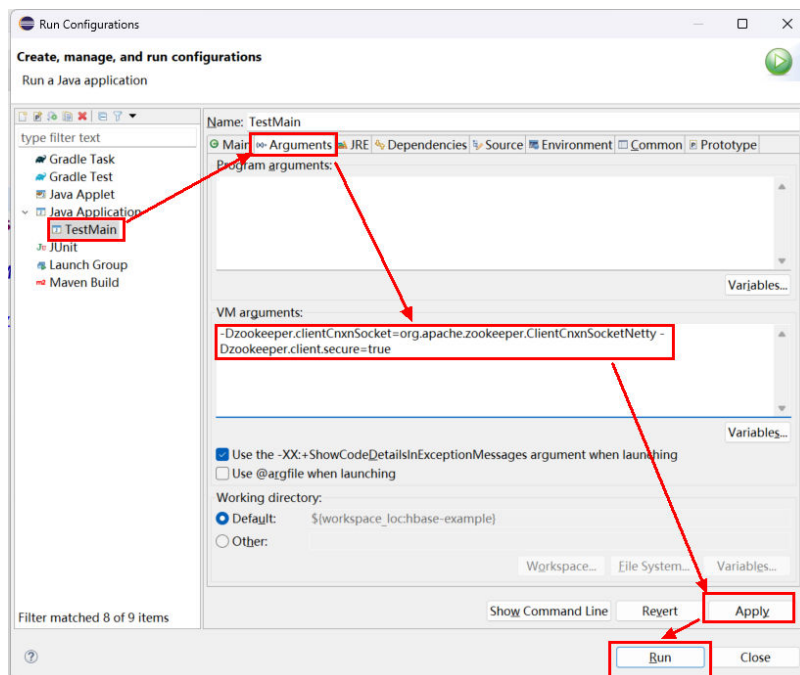 Run Configurations
Create, manage, and run configurations
Run a Java application
type filter text
Gradle Task
Gradle Test
Java Applet
Java Application
TestMain
JUnit
Launch Group
Maven Build
Filter matched 8 of 9 items
Name: TestMain
Main Arguments JRE Dependencies Source Environment Common Prototype
Program arguments:
Variables...
VM arguments:
-Dzookeeper.clientCnxnSocket=org.apache.zookeeper.ClientCnxnSocketNetty -
Dzookeeper.client.secure=true
Variables...
Use the -XX:+ShowCodeDetailsInExceptionMessages argument when launching
Use @argfile when launching
Working directory:
Default: ${workspace_loc:hbase-example}
Other:
Workspace... File System... Variables...
Show Command Line Revert Apply
Run Close